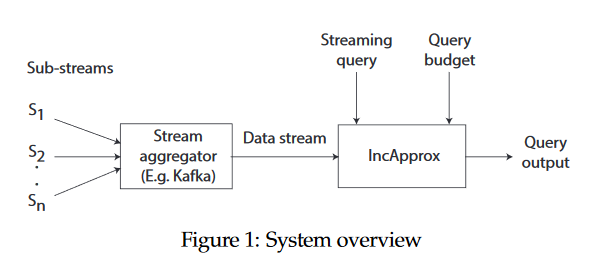 Streaming
query
Query
budget
Sub-streams
S1
S2
.
.
Sn
Stream
aggregator
(E.g. Kafka)
Data stream
IncApprox
Query
output
Figure 1: System overview